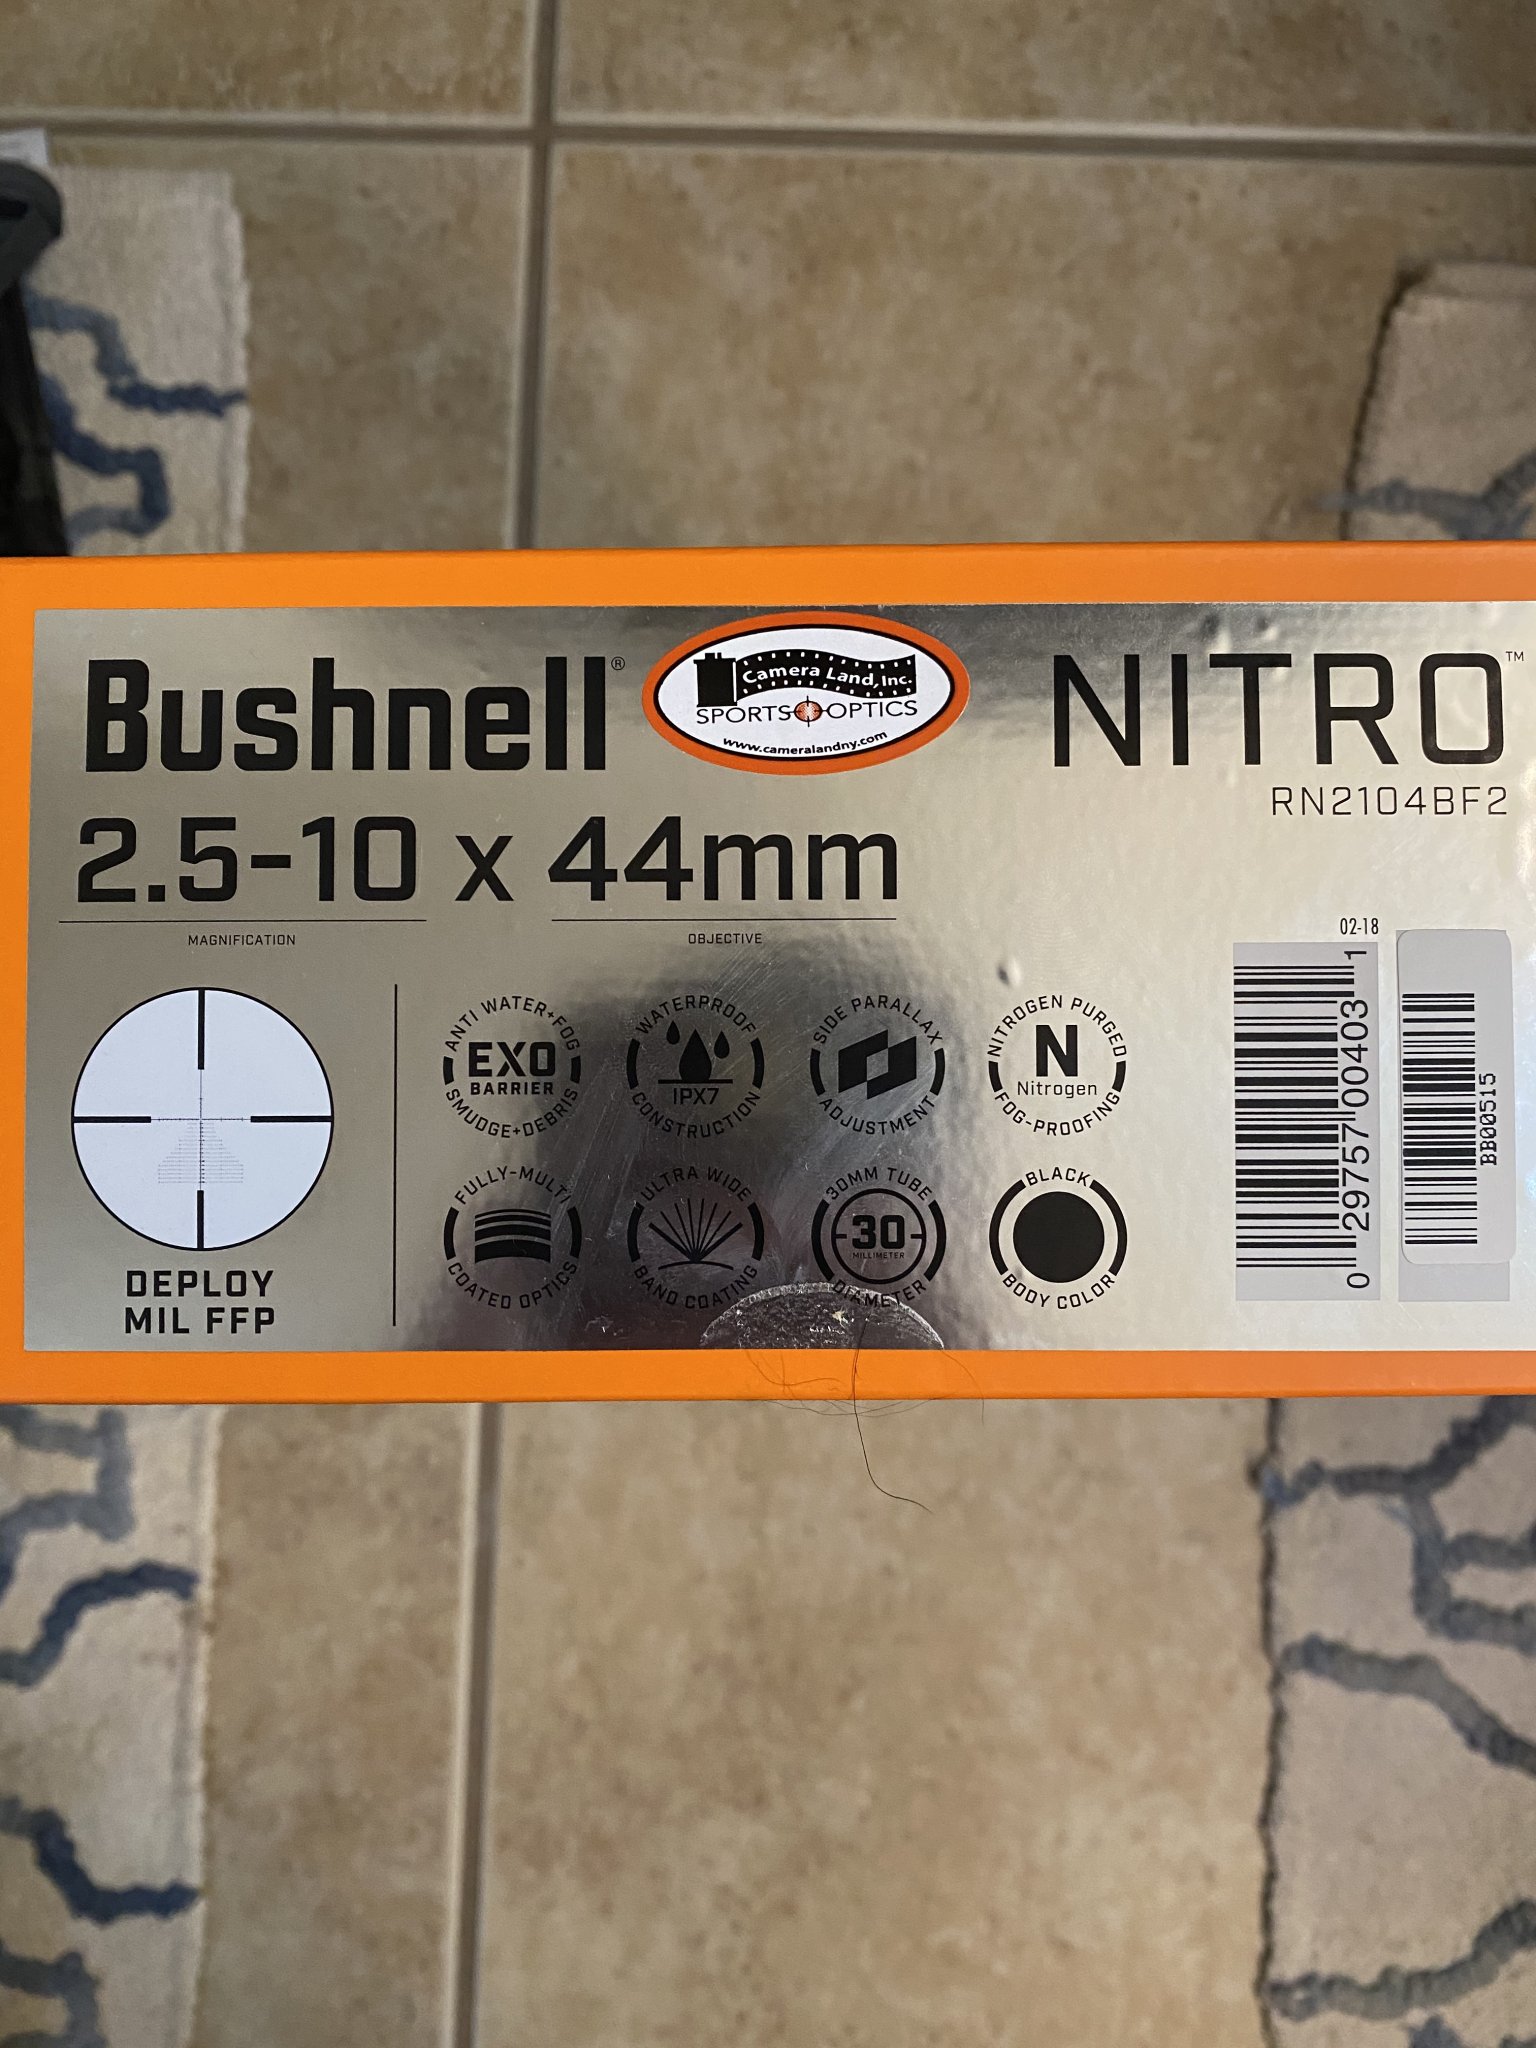 Bushnell®
Camera Land, Inc.
SPORTS OPTICS
www.cameralandny.com
NITRO™
RN2104BF2
2.5-10 x 44mm
MAGNIFICATION
OBJECTIVE
DEPLOY
MIL FFP
ANTI WATER+FOG
EXO
BARRIER
SMUDGE+DEBRIS
WATERPROOF
IPX7
CONSTRUCTION
SIDE PARALLAX
ADJUSTMENT
NITROGEN PURGED
N
Nitrogen
FOG-PROOFING
FULLY-MULTI
COATED OPTICS
ULTRA WIDE
BAND COATING
30MM TUBE
30
MILLIMETER
DIAMETER
BLACK
BODY COLOR
02-18
0 29757 00403 1
BB00515